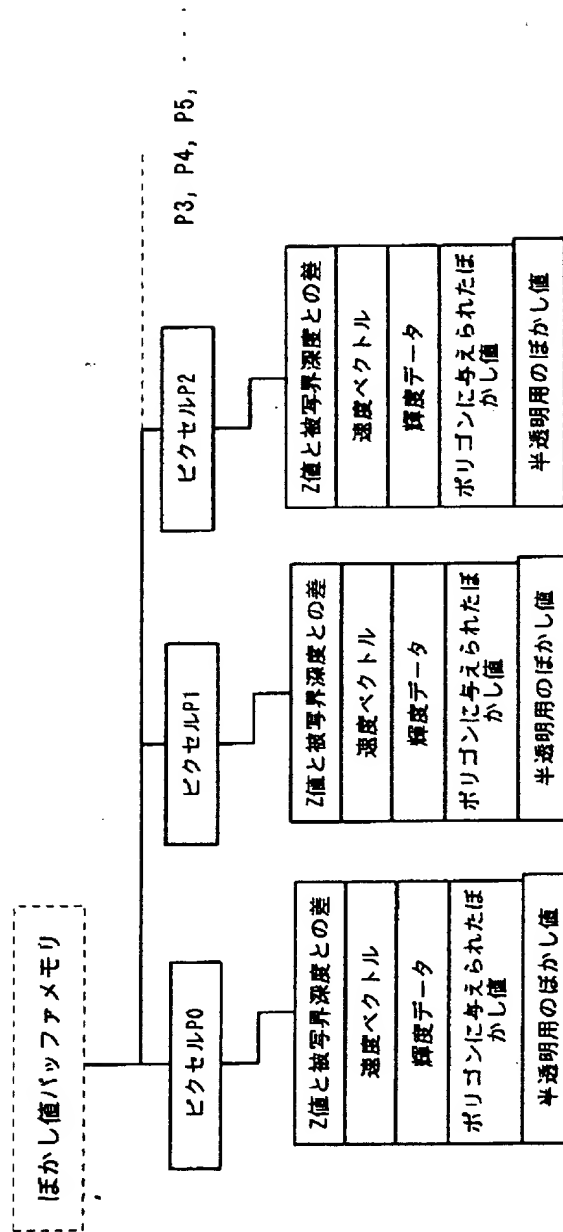 ぼかし値バッファメモリ
ピクセルP0
Z値と被写界深度との差
速度ベクトル
輝度データ
ポリゴンに与えられたぼ
かし値
半透明用のぼかし値
ピクセルP1
Z値と被写界深度との差
速度ベクトル
輝度データ
ポリゴンに与えられたぼ
かし値
半透明用のぼかし値
ピクセルP2
Z値と被写界深度との差
速度ベクトル
輝度データ
ポリゴンに与えられたぼ
かし値
半透明用のぼかし値
P3, P4, P5, ・・・